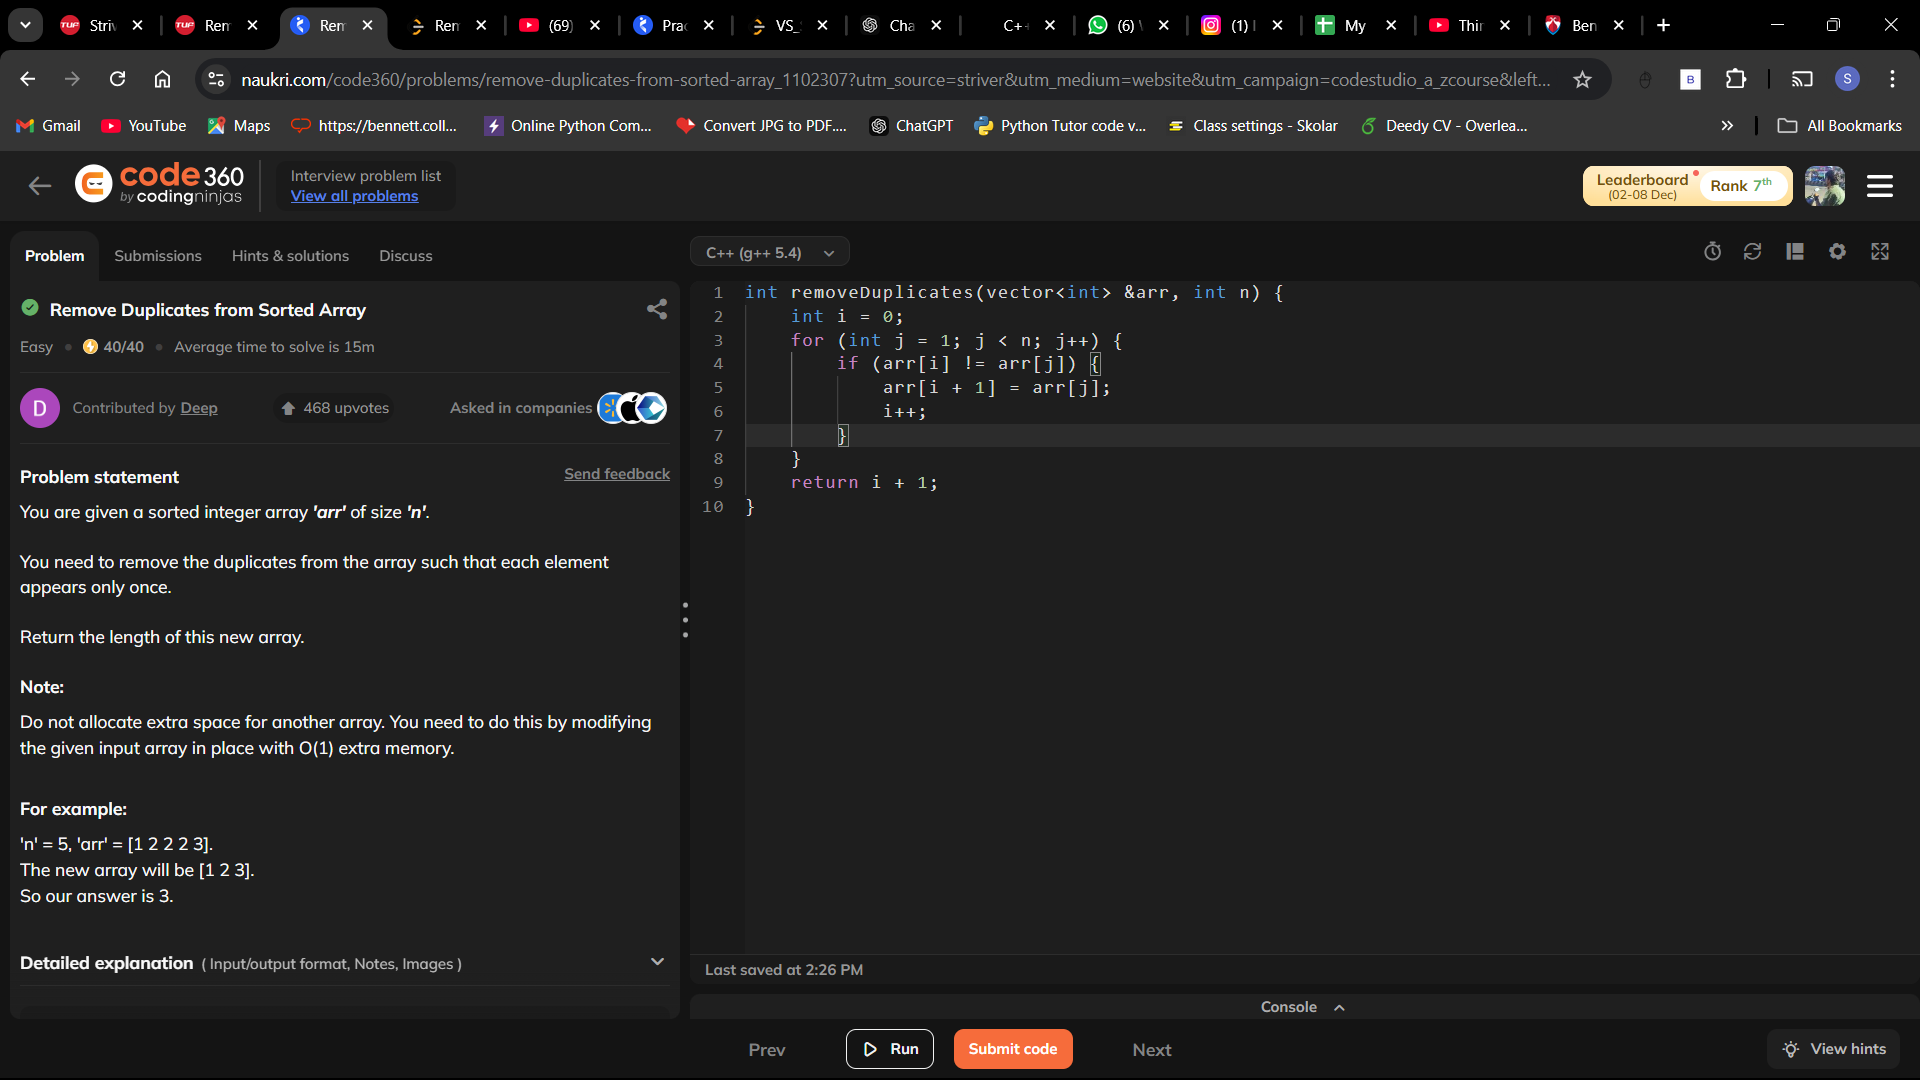 Striv
Rem
Rem
Rem
(69)
Prac
VS_
Cha
C++
(6)
(1) I
My
Thir
Ben
naukri.com/code360/problems/remove-duplicates-from-sorted-array_1102307?utm_source=striver&utm_medium=website&utm_campaign=codestudio_a_zcourse&left...
B
S
Gmail
YouTube
Maps
https://bennett.coll...
Online Python Com...
Convert JPG to PDF....
ChatGPT
Python Tutor code v...
Class settings - Skolar
Deedy CV - Overlea...
All Bookmarks
code 360
by codingninjas
Interview problem list
View all problems
Leaderboard
(02-08 Dec)
Rank 7th
Problem
Submissions
Hints & solutions
Discuss
C++ (g++ 5.4)
Remove Duplicates from Sorted Array
Easy
40/40
Average time to solve is 15m
D
Contributed by Deep
468 upvotes
Asked in companies
Problem statement
Send feedback
You are given a sorted integer array 'arr' of size 'n'.
You need to remove the duplicates from the array such that each element
appears only once.
Return the length of this new array.
Note:
Do not allocate extra space for another array. You need to do this by modifying
the given input array in place with O(1) extra memory.
For example:
'n' = 5, 'arr' = [1 2 2 2 3].
The new array will be [1 2 3].
So our answer is 3.
Detailed explanation ( Input/output format, Notes, Images )
1 int removeDuplicates(vector<int> &arr, int n) {
2 int i = 0;
3 for (int j = 1; j < n; j++) {
4 if (arr[i] != arr[j]) {
5 arr[i + 1] = arr[j];
6 i++;
7 }
8 }
9 return i + 1;
10 }
Last saved at 2:26 PM
Console
Prev
Run
Submit code
Next
View hints